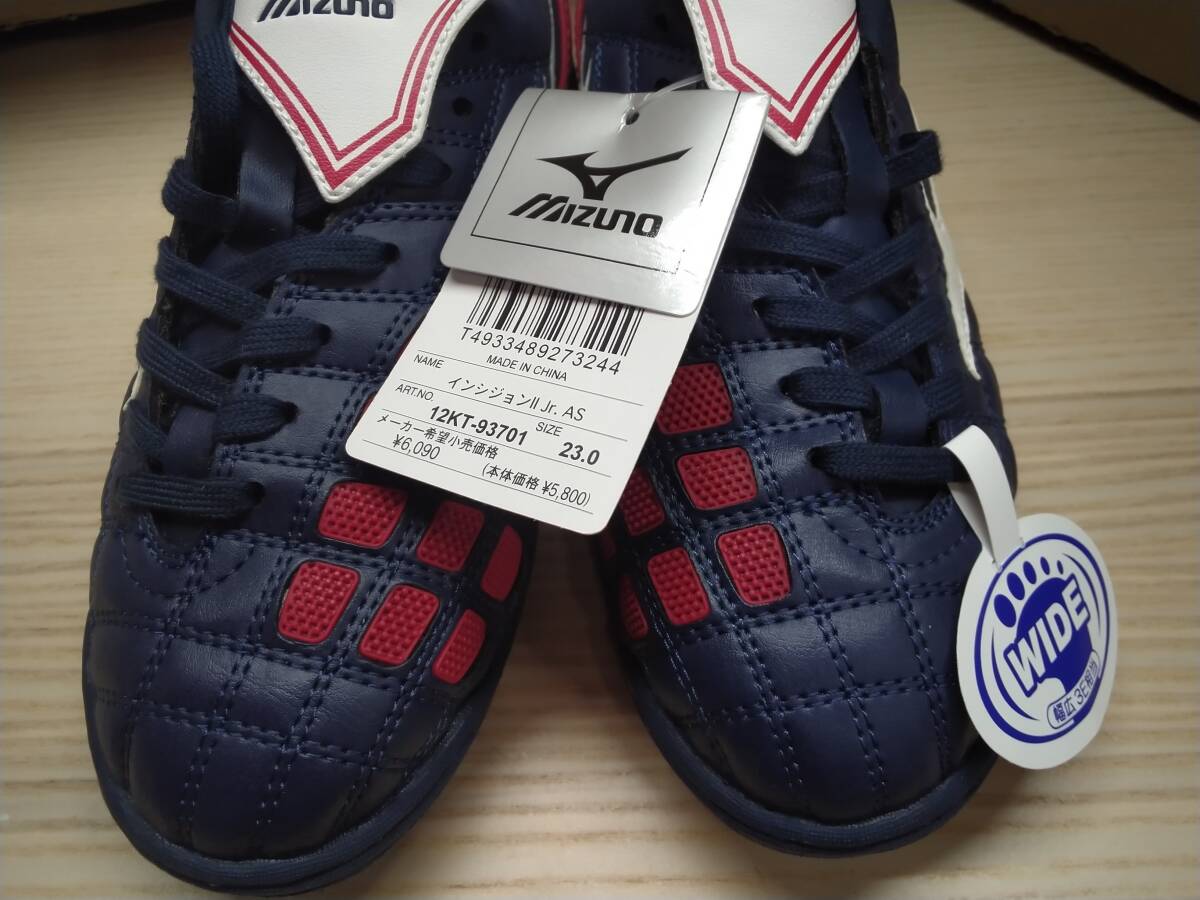 MIZUNO
MIZUNO
T4933489273244
MADE IN CHINA
NAME インシジョンII Jr. AS
ART.NO. 12KT-93701 SIZE 23.0
メーカー希望小売価格
¥6,090 (本体価格 ¥5,800)
WIDE
幅広 3E相当